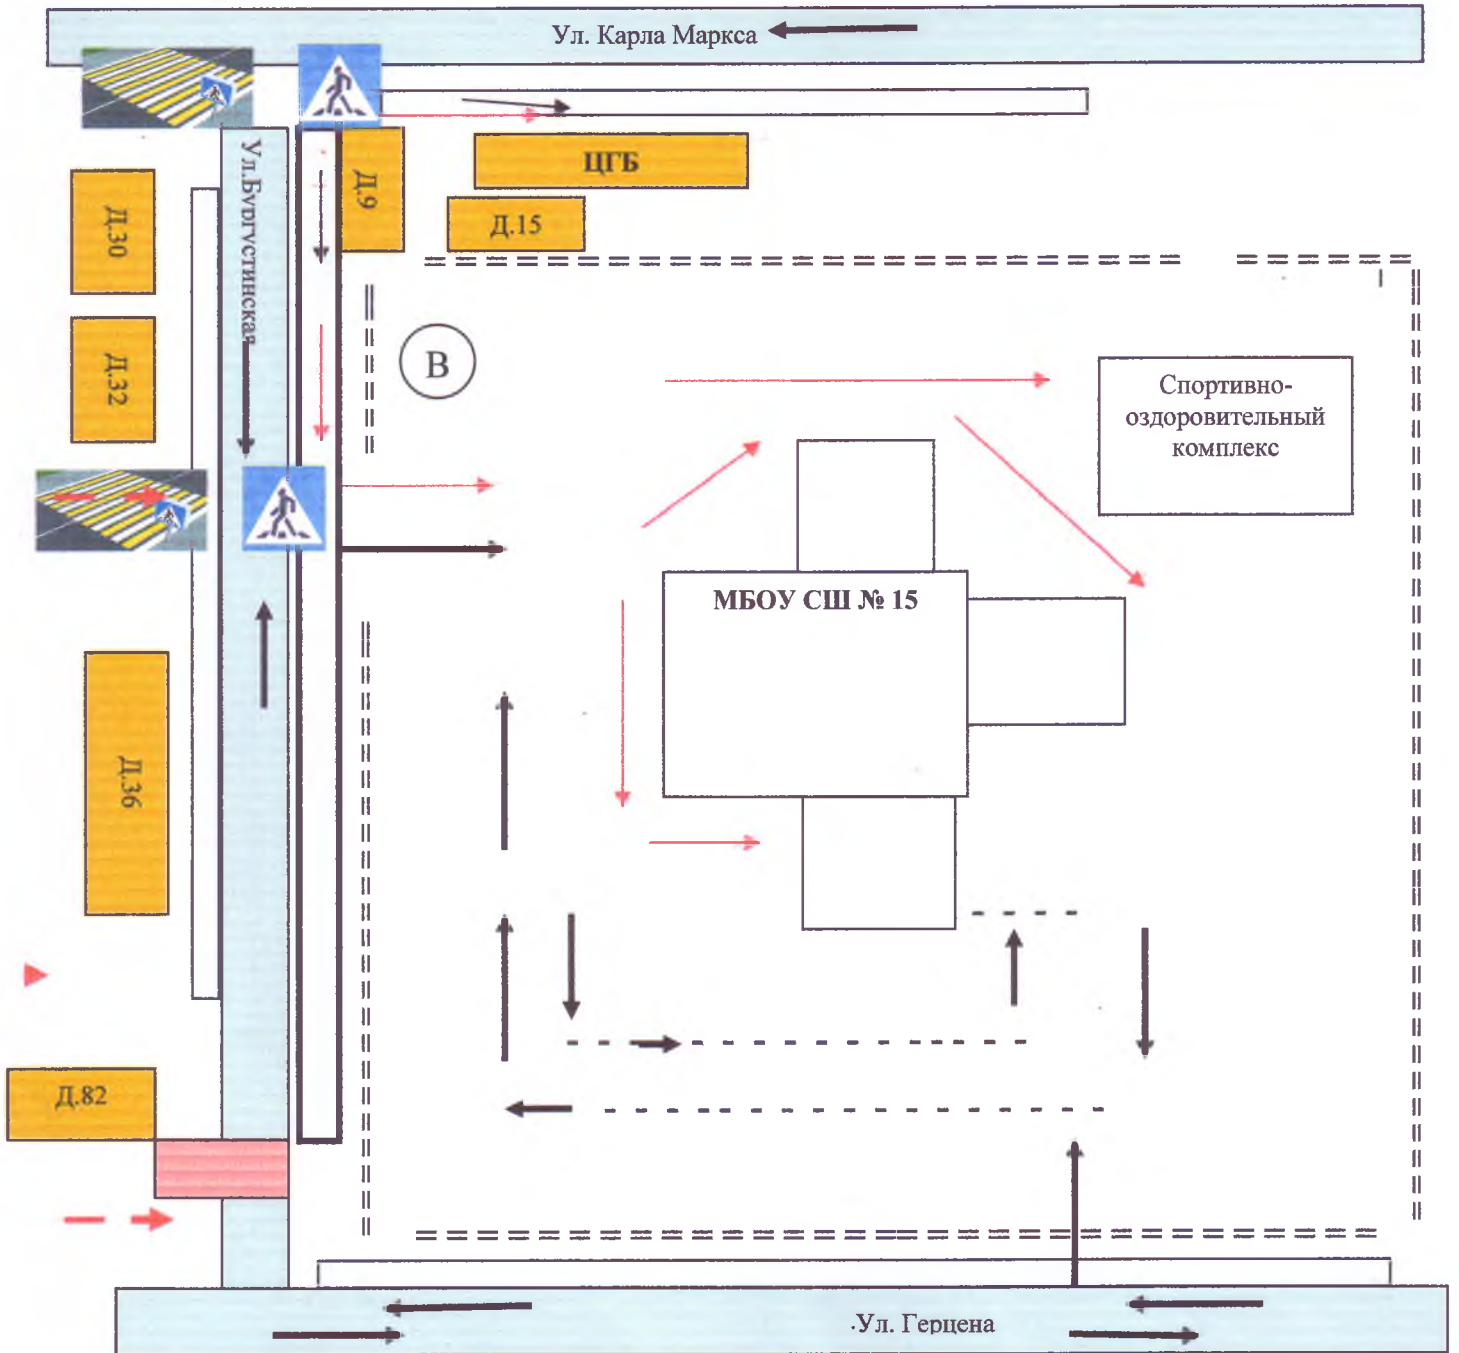 Ул. Карла Маркса
Ул.Бургустинская
Д.9
ЦГБ
Д.15
Д.30
Д.32
В
Спортивно-
оздоровительный
комплекс
МБОУ СШ № 15
Д.36
Д.82
.Ул. Герцена